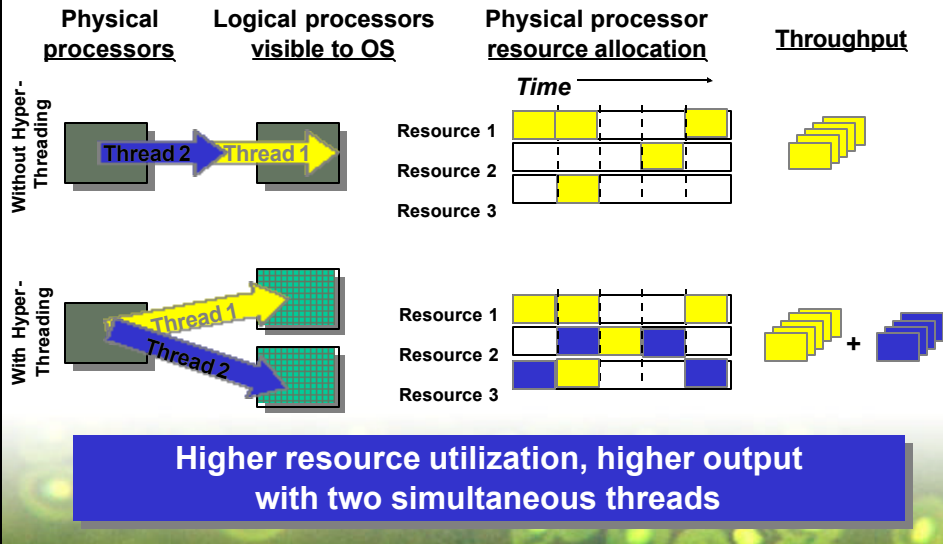 Physical
processors
Logical processors
visible to OS
Physical processor
resource allocation
Throughput
Time
Without Hyper-
Threading
Thread 2
Thread 1
Resource 1
Resource 2
Resource 3
With Hyper-
Threading
Thread 1
Thread 2
Resource 1
Resource 2
Resource 3
+
Higher resource utilization, higher output
with two simultaneous threads